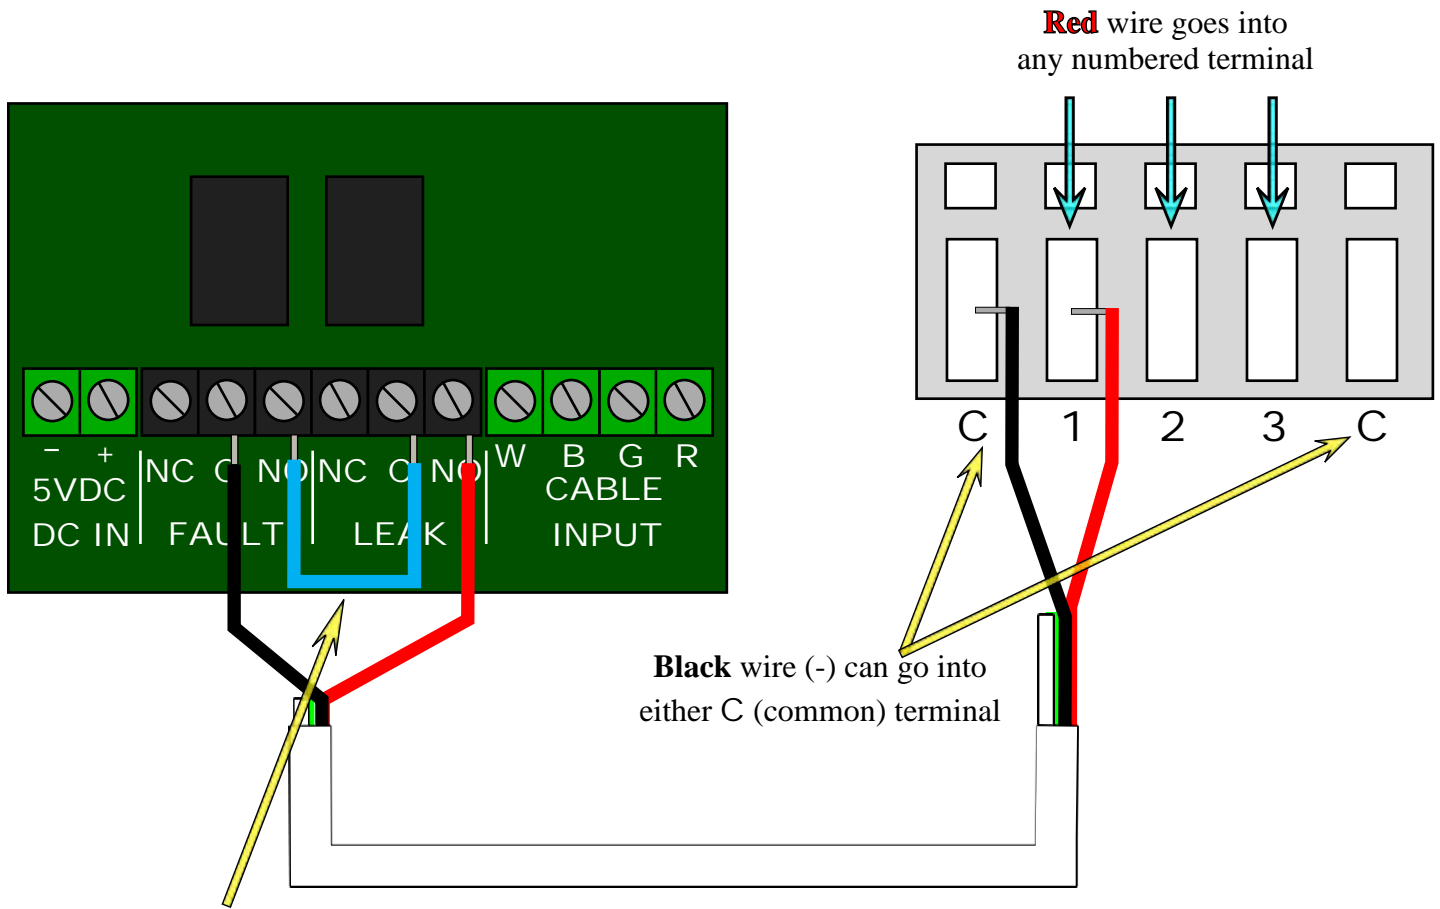 Red wire goes into
any numbered terminal
C 1 2 3 C
- + NC C NO NC C NO W B G R
5VDC CABLE
DC IN FAULT LEAK INPUT
Black wire (-) can go into
either C (common) terminal